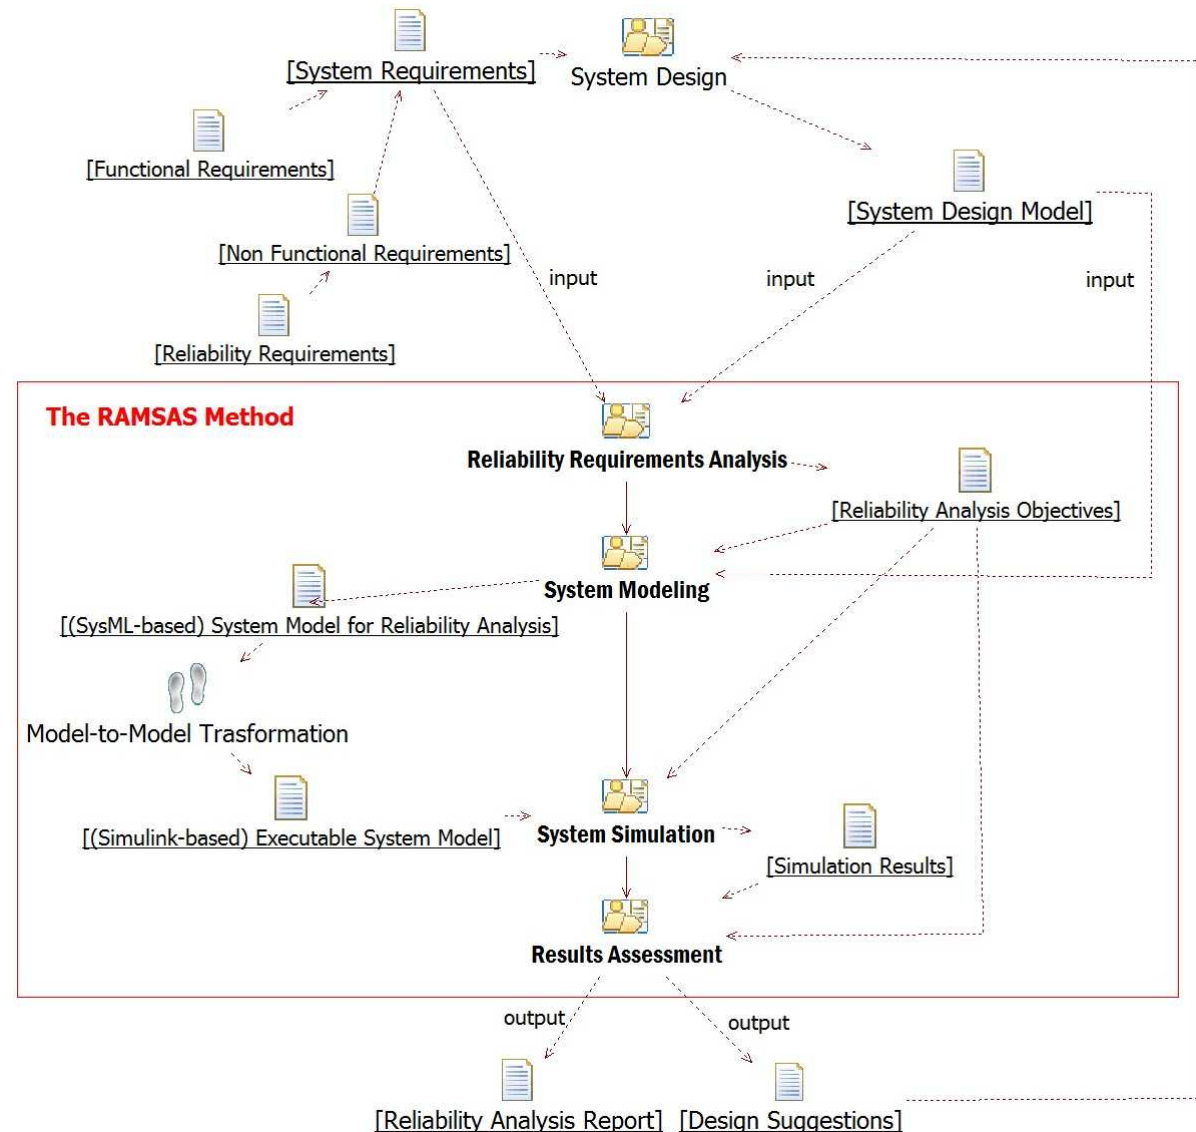 [System Requirements]
System Design
[Functional Requirements]
[System Design Model]
[Non Functional Requirements]
input
input
input
[Reliability Requirements]
The RAMSAS Method
Reliability Requirements Analysis
[Reliability Analysis Objectives]
System Modeling
[(SysML-based) System Model for Reliability Analysis]
Model-to-Model Trasformation
[(Simulink-based) Executable System Model]
System Simulation
[Simulation Results]
Results Assessment
output
output
[Reliability Analysis Report]
[Design Suggestions]